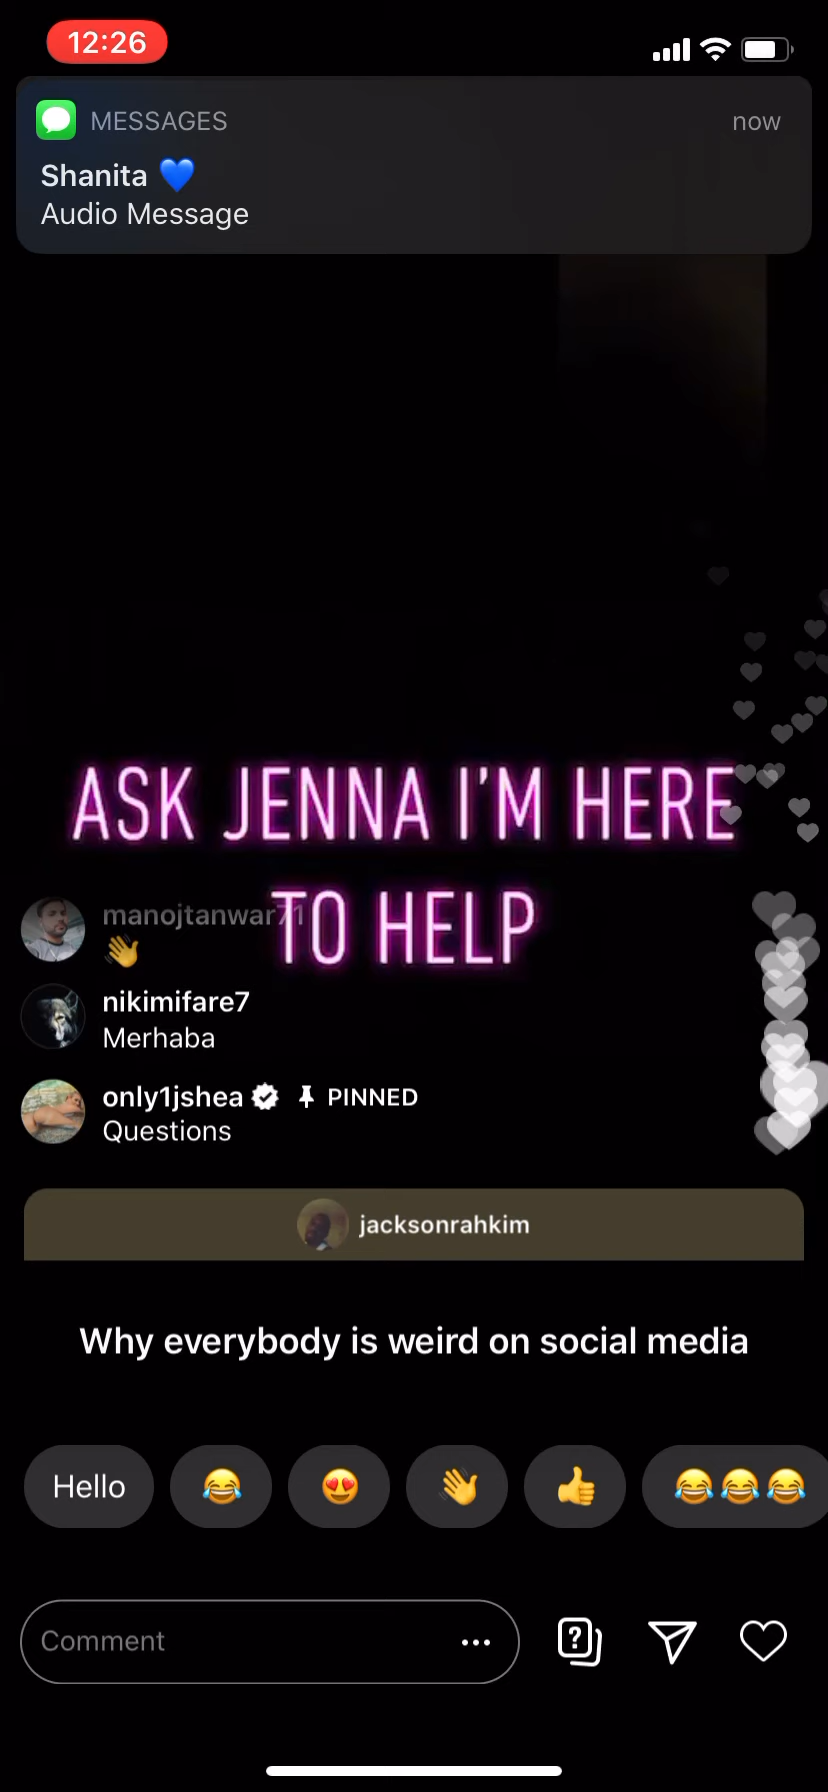 12:26
MESSAGES
now
Shanita 💙
Audio Message
ASK JENNA I'M HERE
TO HELP
manojtanwar71
👋
nikimifare7
Merhaba
only1jshea PINNED
Questions
jacksonrahkim
Why everybody is weird on social media
Hello 😂 😍 👋 👍 😂😂😂
Comment